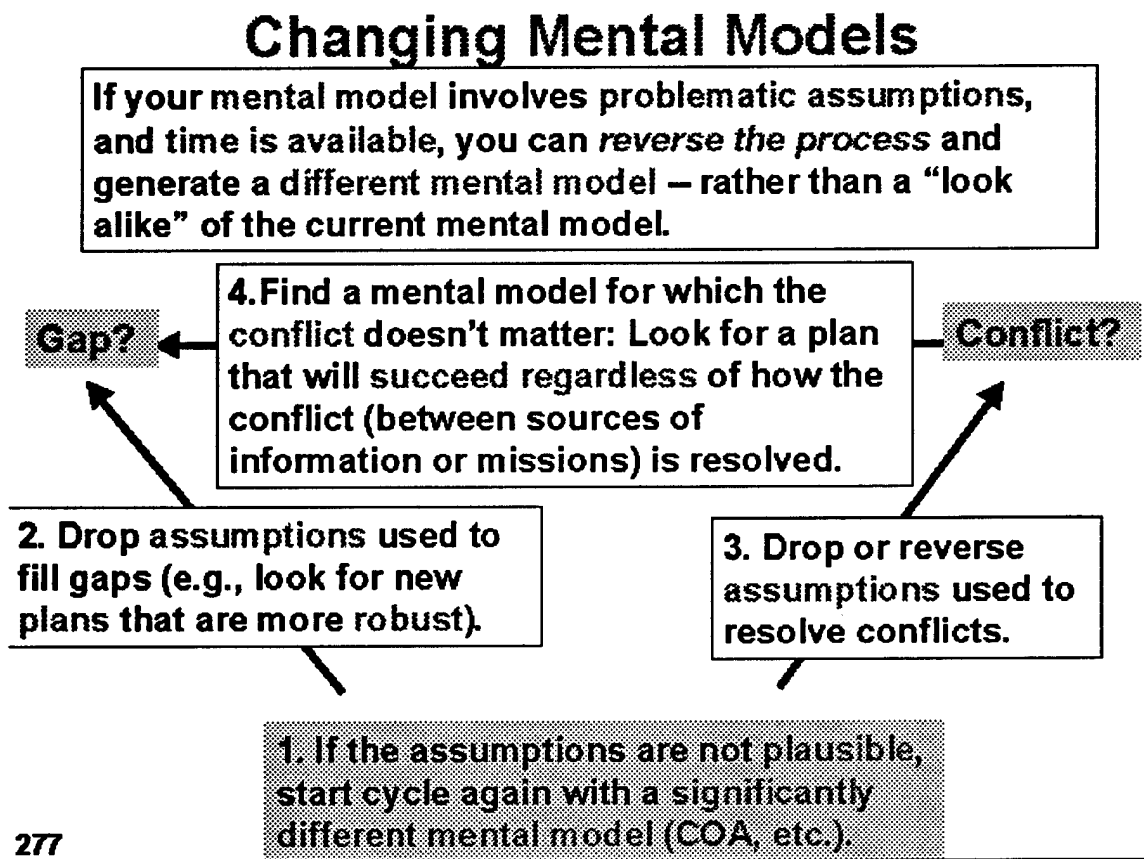 Changing Mental Models
If your mental model involves problematic assumptions,
and time is available, you can reverse the process and
generate a different mental model – rather than a “look
alike” of the current mental model.
4.Find a mental model for which the
conflict doesn't matter: Look for a plan
that will succeed regardless of how the
conflict (between sources of
information or missions) is resolved.
Gap?
Conflict?
2. Drop assumptions used to
fill gaps (e.g., look for new
plans that are more robust).
3. Drop or reverse
assumptions used to
resolve conflicts.
1. If the assumptions are not plausible,
start cycle again with a significantly
different mental model (COA, etc.).
277